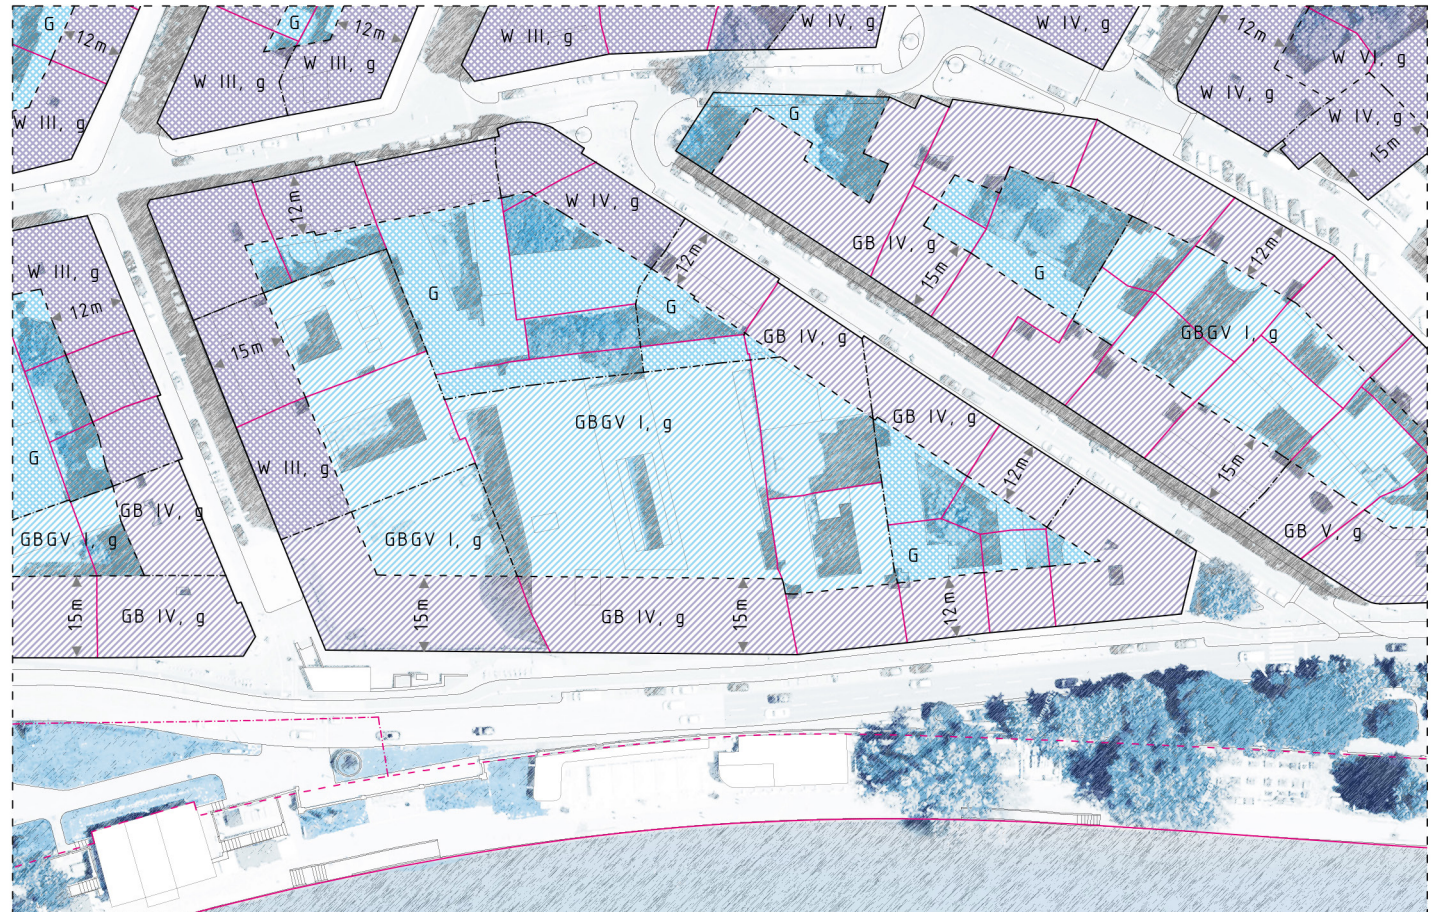 G
12m
W III, g
W III, g
G
12m
W III, g
W III, g
W IV, g
W IV, g
12m
W VI, g
W IV, g
W IV, g
15m
G
12m
W IV, g
12m
GB IV, g
15m
G
12m
W III, g
12m
G
G
15m
GB IV, g
GBGV I, g
GBGV I, g
GB IV, g
G
W III, g
12m
15m
GB IV, g
GBGV I, g
GBGV I, g
G
GB V, g
15m
GB IV, g
15m
GB IV, g
15m
12m